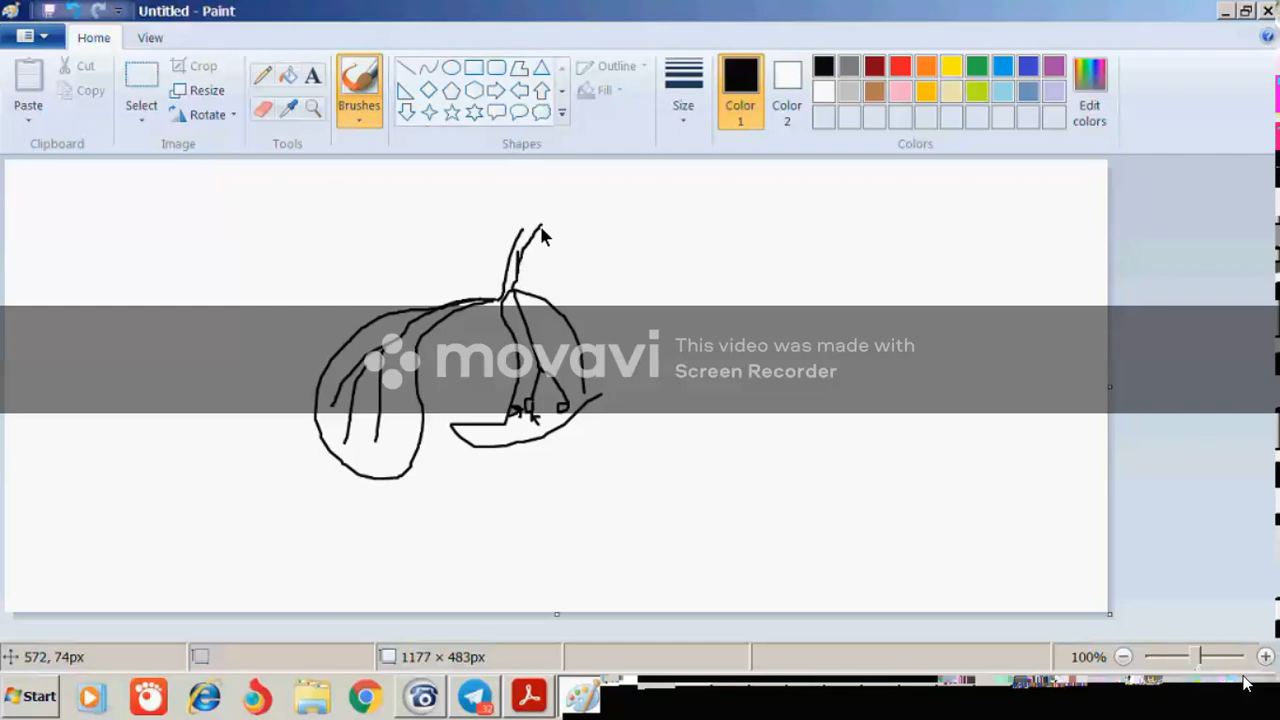 Untitled - Paint
Home
View
Paste
Cut
Copy
Clipboard
Select
Crop
Resize
Rotate
Image
A
Tools
Brushes
Outline
Fill
Shapes
Size
Color
1
Color
2
Edit
colors
Colors
movavi
This video was made with
Screen Recorder
572, 74px
1177 × 483px
100%
Start
32